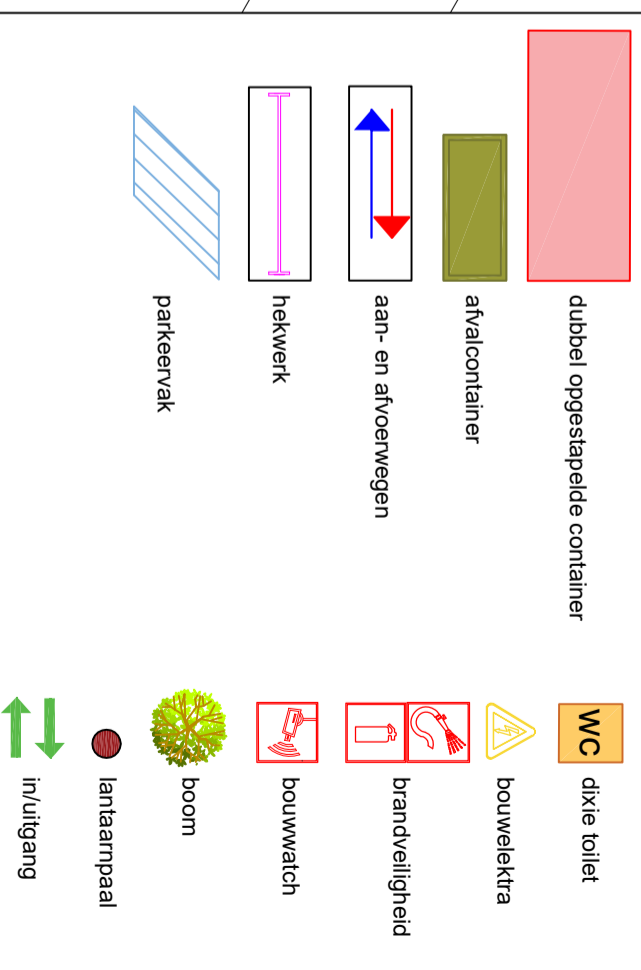 dubbel opgestapelde container
afvalcontainer
aan- en afvoerwegen
hekwerk
parkeervak
WC
dixie toilet
bouwelektra
brandveiligheid
bouwwatch
boom
lantaarnpaal
in/uitgang